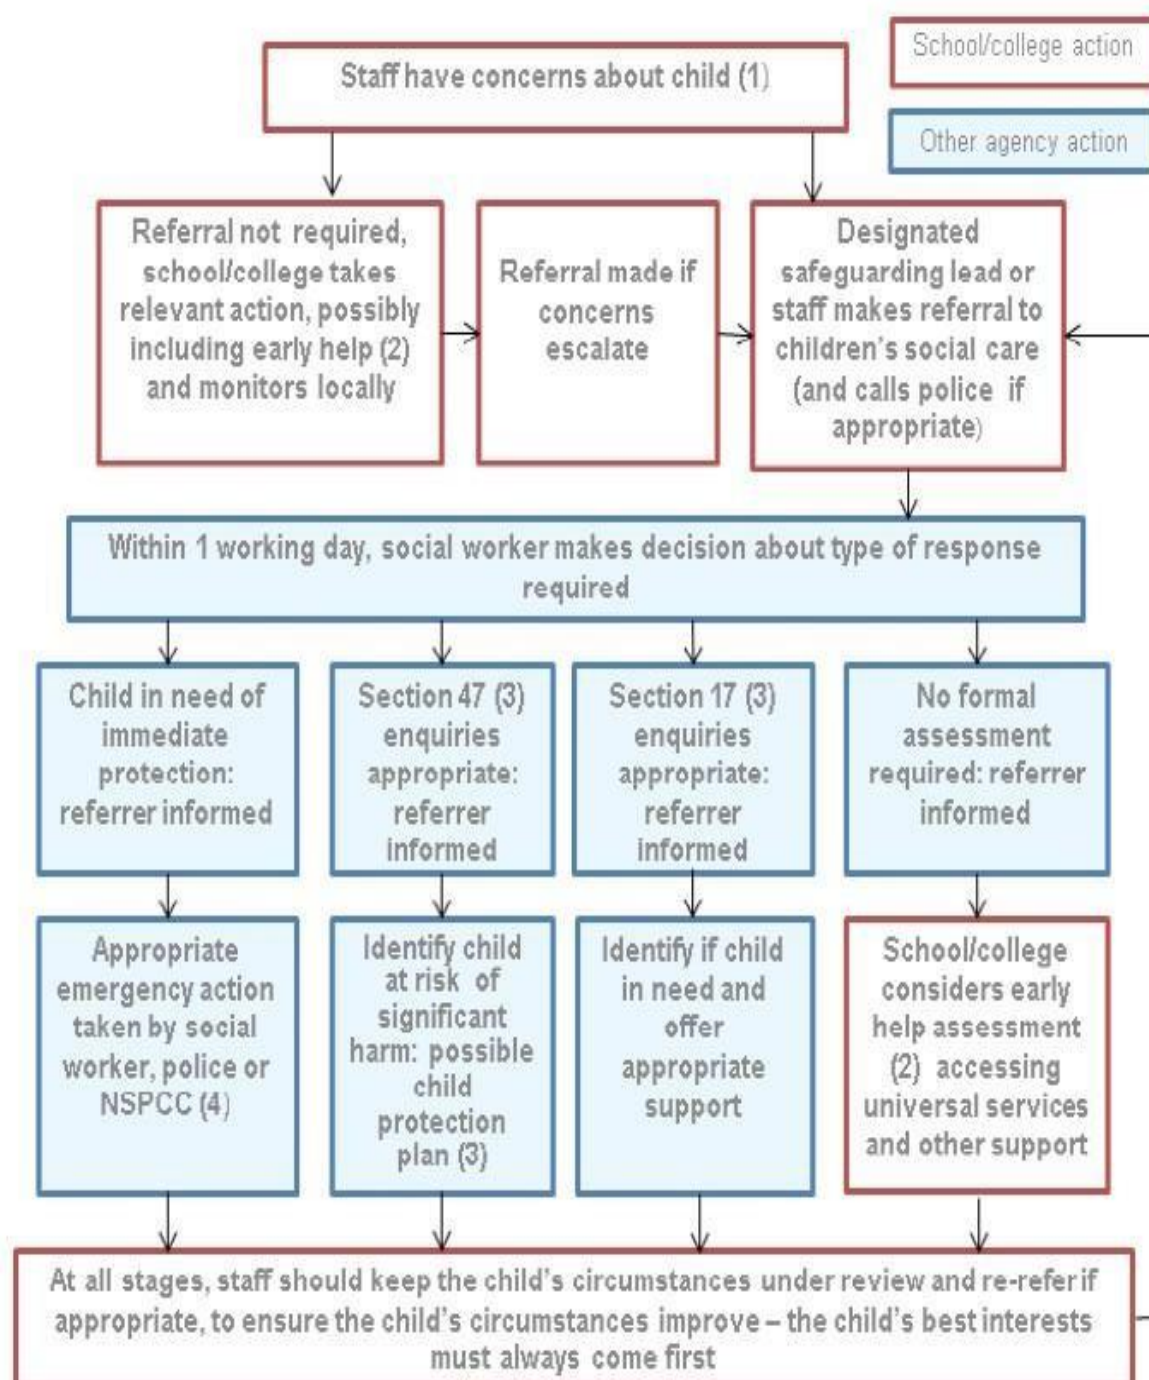 School/college action
Staff have concerns about child (1)
Other agency action
Referral not required,
school/college takes
relevant action, possibly
including early help (2)
and monitors locally
Referral made if
concerns
escalate
Designated
safeguarding lead or
staff makes referral to
children's social care
(and calls police if
appropriate)
Within 1 working day, social worker makes decision about type of response
required
Child in need of
immediate
protection:
referrer informed
Section 47 (3)
enquiries
appropriate:
referrer
informed
Section 17 (3)
enquiries
appropriate:
referrer
informed
No formal
assessment
required: referrer
informed
Appropriate
emergency action
taken by social
worker, police or
NSPCC (4)
Identify child
at risk of
significant
harm: possible
child
protection
plan (3)
Identify if child
in need and
offer
appropriate
support
School/college
considers early
help assessment
(2) accessing
universal services
and other support
At all stages, staff should keep the child's circumstances under review and re-refer if
appropriate, to ensure the child's circumstances improve – the child's best interests
must always come first